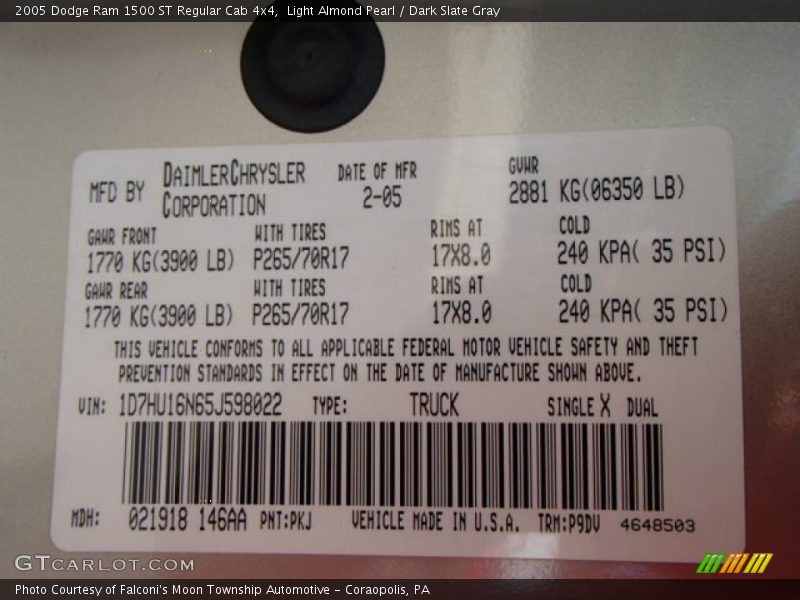 2005 Dodge Ram 1500 ST Regular Cab 4x4, Light Almond Pearl / Dark Slate Gray
MFD BY DAIMLERCHRYSLER CORPORATION DATE OF MFR 2-05 GVWR 2881 KG(06350 LB)
GAWR FRONT WITH TIRES RIMS AT COLD
1770 KG(3900 LB) P265/70R17 17X8.0 240 KPA( 35 PSI)
GAWR REAR WITH TIRES RIMS AT COLD
1770 KG(3900 LB) P265/70R17 17X8.0 240 KPA( 35 PSI)
THIS VEHICLE CONFORMS TO ALL APPLICABLE FEDERAL MOTOR VEHICLE SAFETY AND THEFT
PREVENTION STANDARDS IN EFFECT ON THE DATE OF MANUFACTURE SHOWN ABOVE.
VIN: 1D7HU16N65J598022 TYPE: TRUCK SINGLE X DUAL
MDH: 021918 146AA PNT:PKJ VEHICLE MADE IN U.S.A. TRM:P9DV 4648503
GTCARLOT.COM
Photo Courtesy of Falconi's Moon Township Automotive – Coraopolis, PA